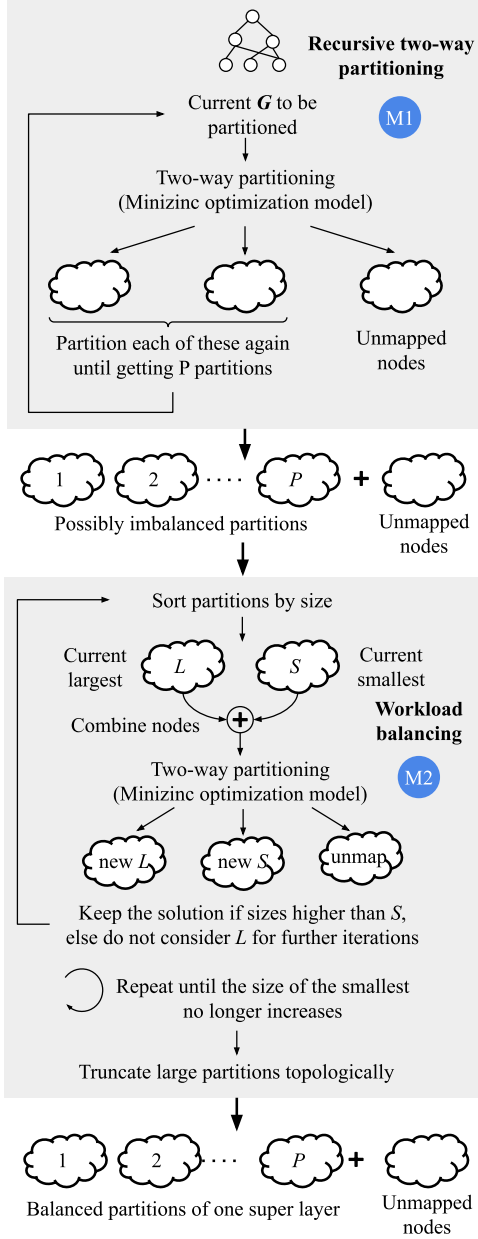 Recursive two-way
partitioning
M1
Current G to be
partitioned
Two-way partitioning
(Minizinc optimization model)
Partition each of these again
until getting P partitions
Unmapped
nodes
1 2 .... P +
Possibly imbalanced partitions
Unmapped
nodes
Sort partitions by size
Current
largest
L
S
Current
smallest
Combine nodes
+
Workload
balancing
M2
Two-way partitioning
(Minizinc optimization model)
new L
new S
unmap
Keep the solution if sizes higher than S,
else do not consider L for further iterations
Repeat until the size of the smallest
no longer increases
Truncate large partitions topologically
1 2 .... P +
Balanced partitions of one super layer
Unmapped
nodes